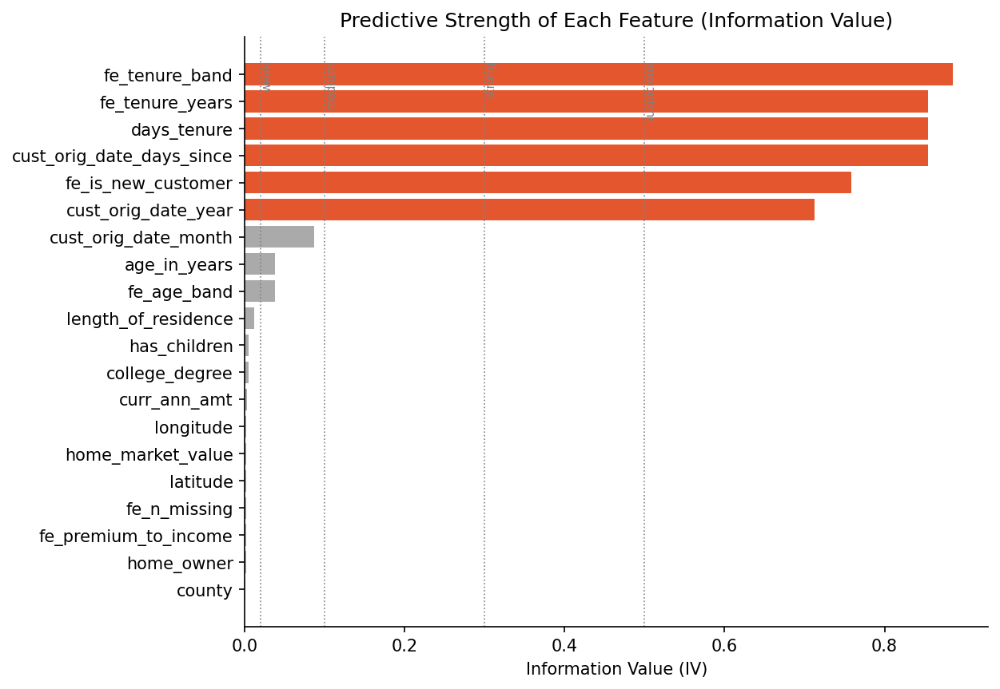 Predictive Strength of Each Feature (Information Value)
fe_tenure_band
fe_tenure_years
days_tenure
cust_orig_date_days_since
fe_is_new_customer
cust_orig_date_year
cust_orig_date_month
age_in_years
fe_age_band
length_of_residence
has_children
college_degree
curr_ann_amt
longitude
home_market_value
latitude
fe_n_missing
fe_premium_to_income
home_owner
county
0.0 0.2 0.4 0.6 0.8
Information Value (IV)